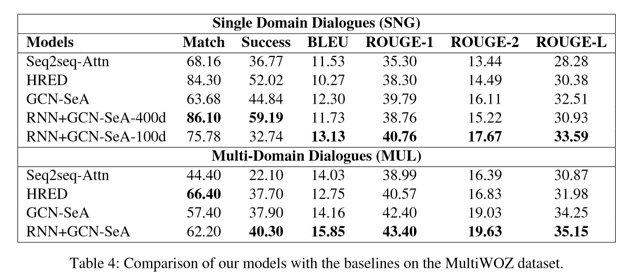 Single Domain Dialogues (SNG)
Models Match Success BLEU ROUGE-1 ROUGE-2 ROUGE-L
Seq2seq-Attn 68.16 36.77 11.53 35.30 13.44 28.28
HRED 84.30 52.02 10.27 38.30 14.49 30.38
GCN-SeA 63.68 44.84 12.30 39.79 16.11 32.51
RNN+GCN-SeA-400d 86.10 59.19 11.73 38.76 15.22 30.93
RNN+GCN-SeA-100d 75.78 32.74 13.13 40.76 17.67 33.59
Multi-Domain Dialogues (MUL)
Seq2seq-Attn 44.40 22.10 14.03 38.99 16.39 30.87
HRED 66.40 37.70 12.75 40.57 16.83 31.98
GCN-SeA 57.40 37.90 14.16 42.40 19.03 34.25
RNN+GCN-SeA 62.20 40.30 15.85 43.40 19.63 35.15
Table 4: Comparison of our models with the baselines on the MultiWOZ dataset.